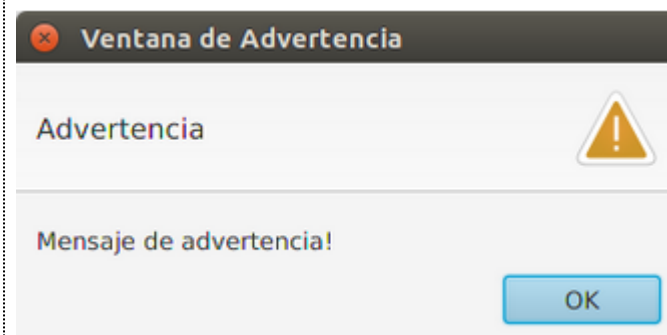 Ventana de Advertencia
Advertencia
Mensaje de advertencia!
OK